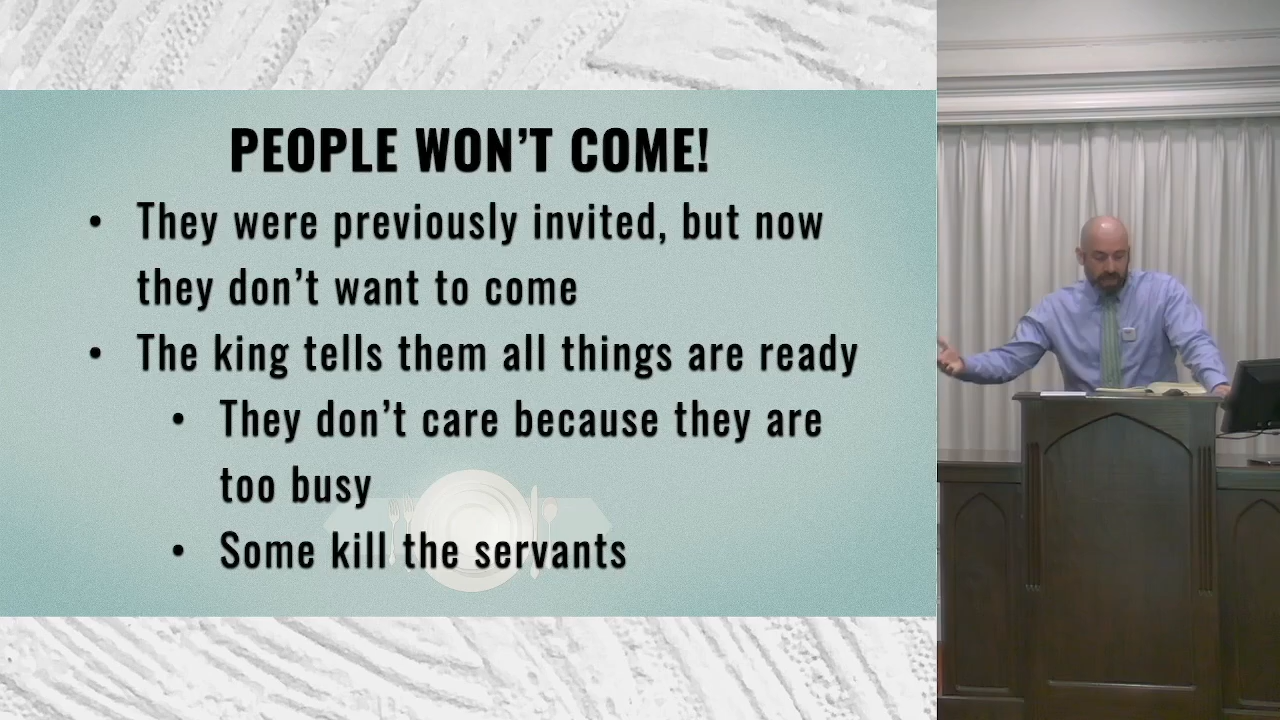 PEOPLE WON’T COME!
• They were previously invited, but now
they don’t want to come
• The king tells them all things are ready
• They don’t care because they are
too busy
• Some kill the servants